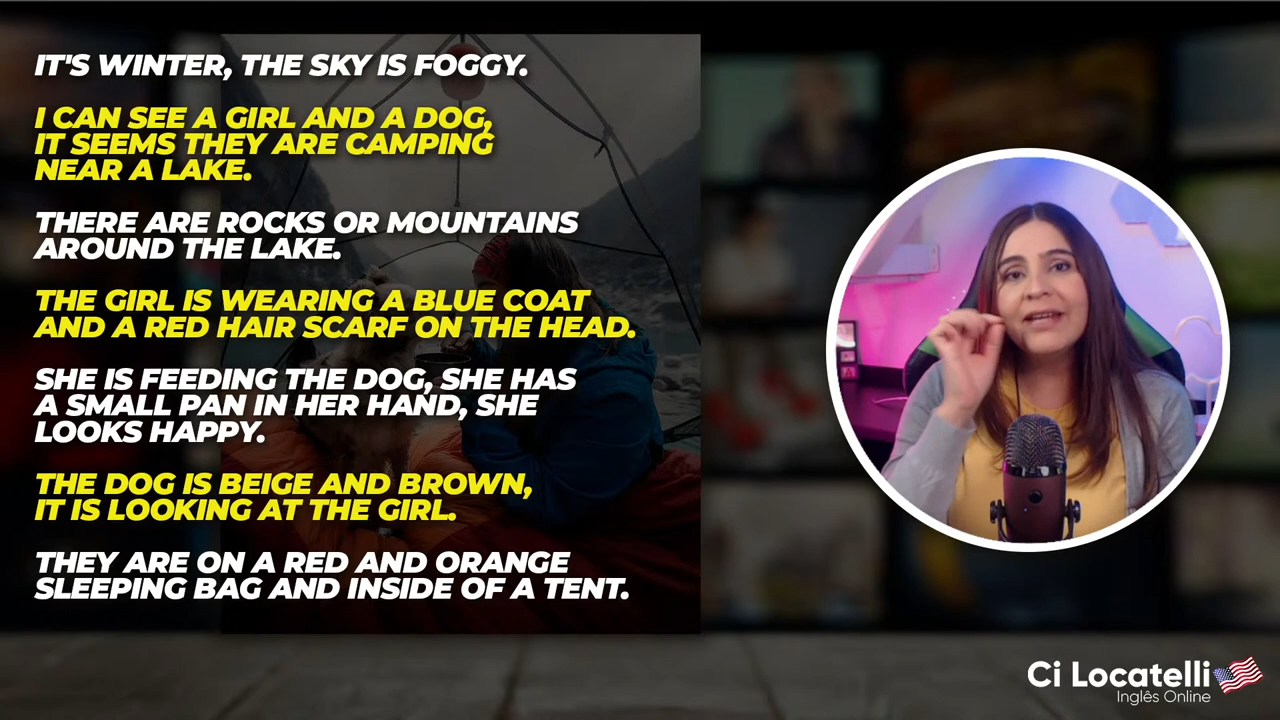 IT'S WINTER, THE SKY IS FOGGY.
I CAN SEE A GIRL AND A DOG,
IT SEEMS THEY ARE CAMPING
NEAR A LAKE.
THERE ARE ROCKS OR MOUNTAINS
AROUND THE LAKE.
THE GIRL IS WEARING A BLUE COAT
AND A RED HAIR SCARF ON THE HEAD.
SHE IS FEEDING THE DOG, SHE HAS
A SMALL PAN IN HER HAND, SHE
LOOKS HAPPY.
THE DOG IS BEIGE AND BROWN,
IT IS LOOKING AT THE GIRL.
THEY ARE ON A RED AND ORANGE
SLEEPING BAG AND INSIDE OF A TENT.
Ci Locatelli
Inglês Online